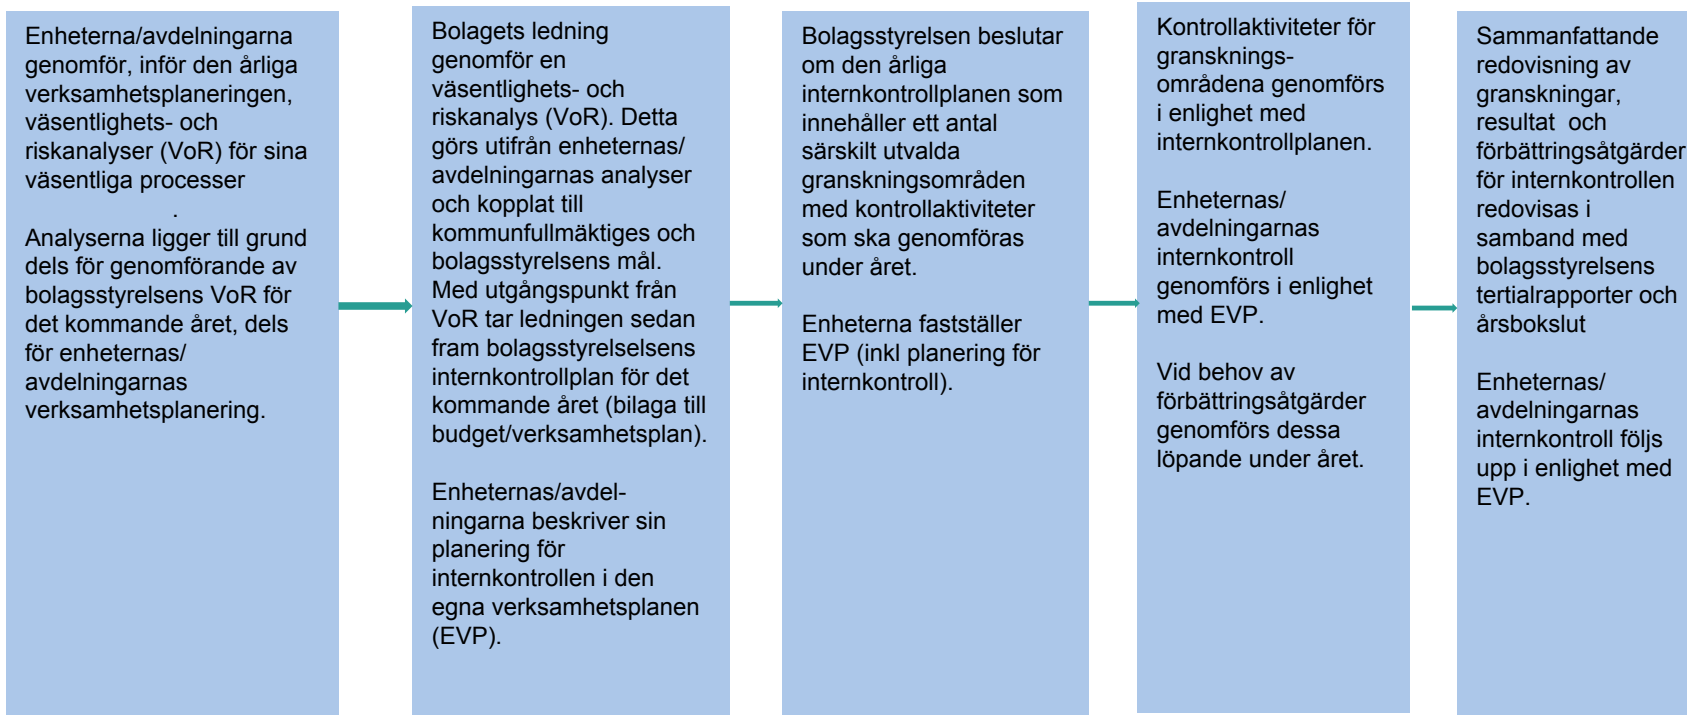 Enheterna/avdelningarna
genomför, inför den årliga
verksamhetsplaneringen,
väsentlighets- och
riskanalyser (VoR) för sina
väsentliga processer
.
Analyserna ligger till grund
dels för genomförande av
bolagsstyrelsens VoR för
det kommande året, dels
för enheternas/
avdelningarnas
verksamhetsplanering.
Bolagets ledning
genomför en
väsentlighets- och
riskanalys (VoR). Detta
görs utifrån enheternas/
avdelningarnas analyser
och kopplat till
kommunfullmäktiges och
bolagsstyrelsens mål.
Med utgångspunkt från
VoR tar ledningen sedan
fram bolagsstyrelselsens
internkontrollplan för det
kommande året (bilaga till
budget/verksamhetsplan).
Enheternas/avdel-
ningarna beskriver sin
planering för
internkontrollen i den
egna verksamhetsplanen
(EVP).
Bolagsstyrelsen beslutar
om den årliga
internkontrollplanen som
innehåller ett antal
särskilt utvalda
granskningsområden
med kontrollaktiviteter
som ska genomföras
under året.
Enheterna fastställer
EVP (inkl planering för
internkontroll).
Kontrollaktiviteter för
gransknings-
områdena genomförs
i enlighet med
internkontrollplanen.
Enheternas/
avdelningarnas
internkontroll
genomförs i enlighet
med EVP.
Vid behov av
förbättringsåtgärder
genomförs dessa
löpande under året.
Sammanfattande
redovisning av
granskningar,
resultat och
förbättringsåtgärder
för internkontrollen
redovisas i
samband med
bolagsstyrelsens
tertialrapporter och
årsbokslut
Enheternas/
avdelningarnas
internkontroll följs
upp i enlighet med
EVP.